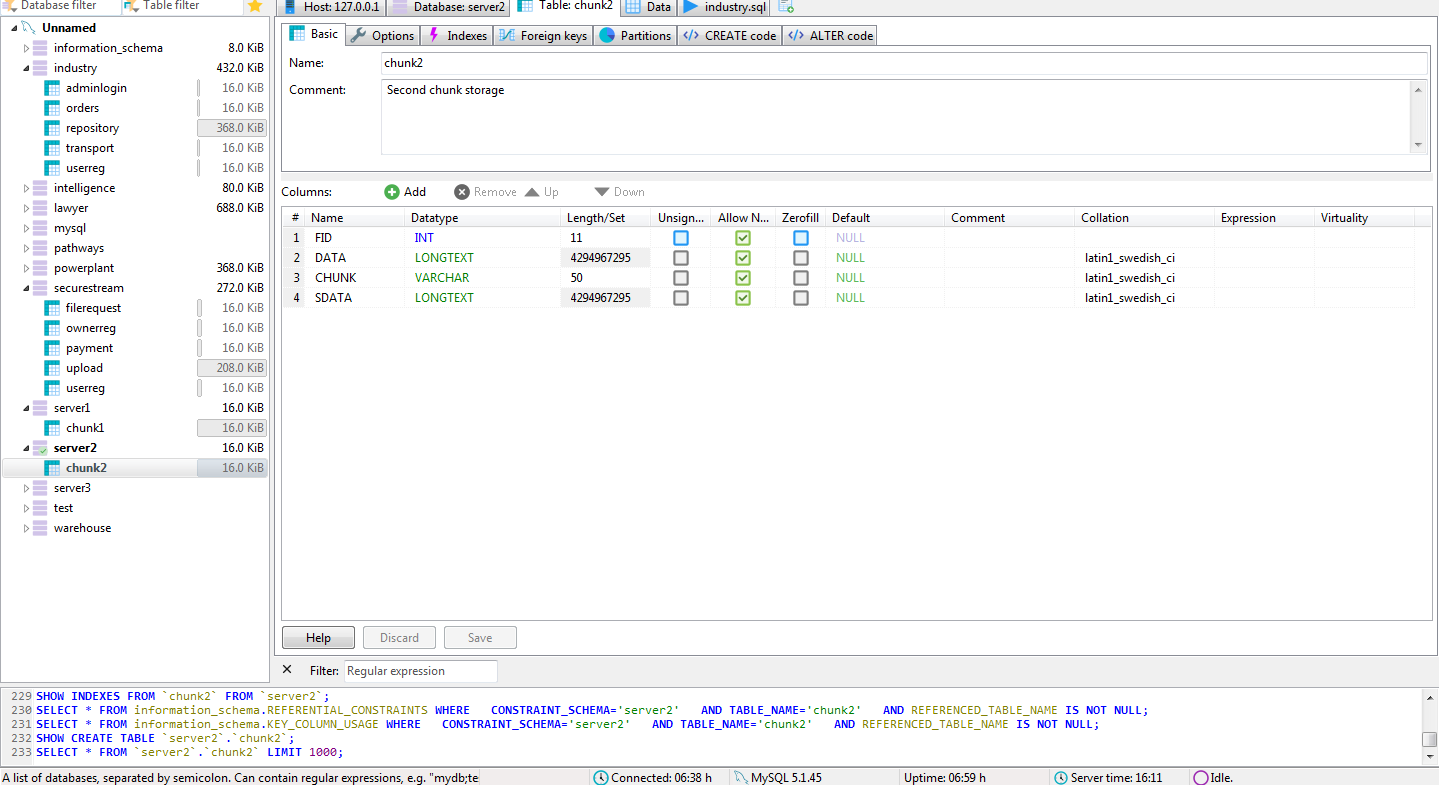 Database filter Table filter
Host: 127.0.0.1 Database: server2 Table: chunk2 Data industry.sql
Unnamed
information_schema 8.0 KiB
industry 432.0 KiB
adminlogin 16.0 KiB
orders 16.0 KiB
repository 368.0 KiB
transport 16.0 KiB
userreg 16.0 KiB
intelligence 80.0 KiB
lawyer 688.0 KiB
mysql
pathways
powerplant 368.0 KiB
securestream 272.0 KiB
filerequest 16.0 KiB
ownerreg 16.0 KiB
payment 16.0 KiB
upload 208.0 KiB
userreg 16.0 KiB
server1 16.0 KiB
chunk1 16.0 KiB
server2 16.0 KiB
chunk2 16.0 KiB
server3
test
warehouse
Basic Options Indexes Foreign keys Partitions CREATE code ALTER code
Name: chunk2
Comment: Second chunk storage
Columns: Add Remove Up Down
# Name Datatype Length/Set Unsign... Allow N... Zerofill Default Comment Collation Expression Virtuality
1 FID INT 11 NULL
2 DATA LONGTEXT 4294967295 NULL latin1_swedish_ci
3 CHUNK VARCHAR 50 NULL latin1_swedish_ci
4 SDATA LONGTEXT 4294967295 NULL latin1_swedish_ci
Help Discard Save
Filter: Regular expression
229 SHOW INDEXES FROM `chunk2` FROM `server2`;
230 SELECT * FROM information_schema.REFERENTIAL_CONSTRAINTS WHERE CONSTRAINT_SCHEMA='server2' AND TABLE_NAME='chunk2' AND REFERENCED_TABLE_NAME IS NOT NULL;
231 SELECT * FROM information_schema.KEY_COLUMN_USAGE WHERE CONSTRAINT_SCHEMA='server2' AND TABLE_NAME='chunk2' AND REFERENCED_TABLE_NAME IS NOT NULL;
232 SHOW CREATE TABLE `server2`.`chunk2`;
233 SELECT * FROM `server2`.`chunk2` LIMIT 1000;
A list of databases, separated by semicolon. Can contain regular expressions, e.g. "mydb;te Connected: 06:38 h MySQL 5.1.45 Uptime: 06:59 h Server time: 16:11 Idle.